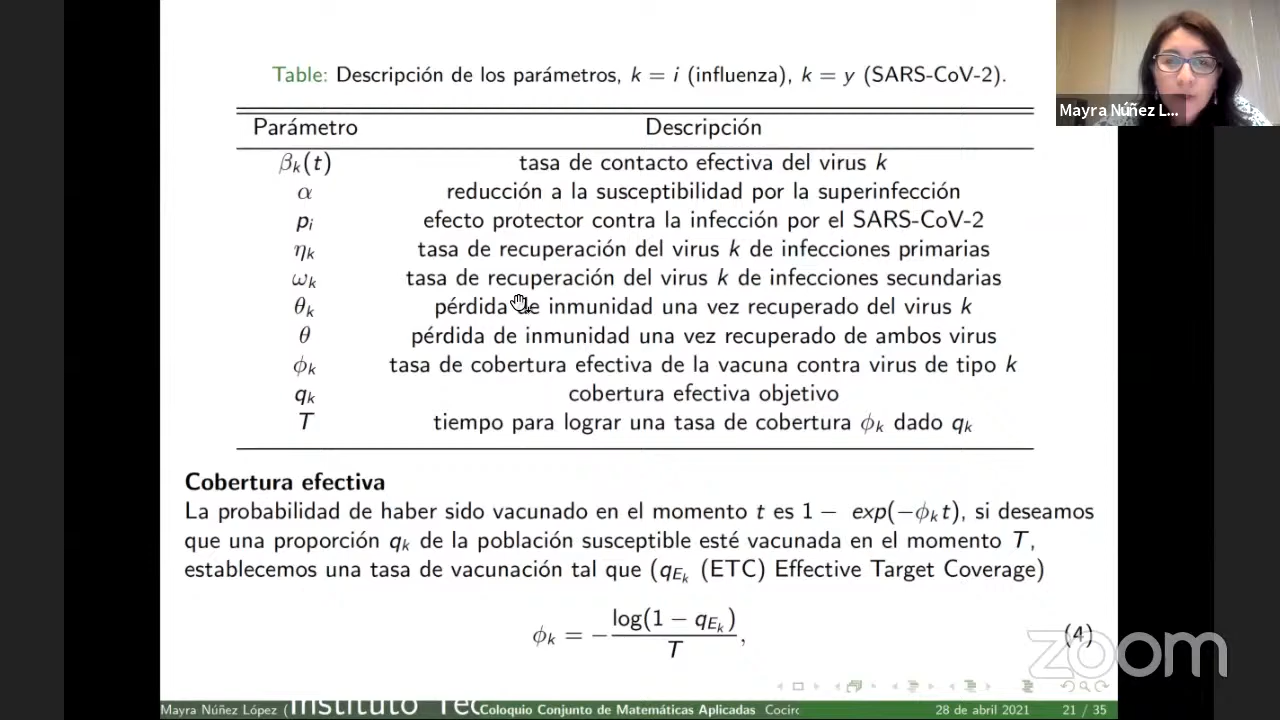 Table: Descripción de los parámetros, k = i (influenza), k = y (SARS-CoV-2).
Mayra Núñez L...
Parámetro Descripción
βk(t) tasa de contacto efectiva del virus k
α reducción a la susceptibilidad por la superinfección
pi efecto protector contra la infección por el SARS-CoV-2
ηk tasa de recuperación del virus k de infecciones primarias
ωk tasa de recuperación del virus k de infecciones secundarias
θk pérdida de inmunidad una vez recuperado del virus k
θ pérdida de inmunidad una vez recuperado de ambos virus
ϕk tasa de cobertura efectiva de la vacuna contra virus de tipo k
qk cobertura efectiva objetivo
T tiempo para lograr una tasa de cobertura ϕk dado qk
Cobertura efectiva
La probabilidad de haber sido vacunado en el momento t es 1 − exp(−ϕk t), si deseamos
que una proporción qk de la población susceptible esté vacunada en el momento T,
establecemos una tasa de vacunación tal que (qEk (ETC) Effective Target Coverage)
ϕk = − log(1 − qEk) / T, (4)
zoom
Mayra Núñez López ( Instituto Tec Coloquio Conjunto de Matemáticas Aplicadas 28 de abril 2021 21 / 35